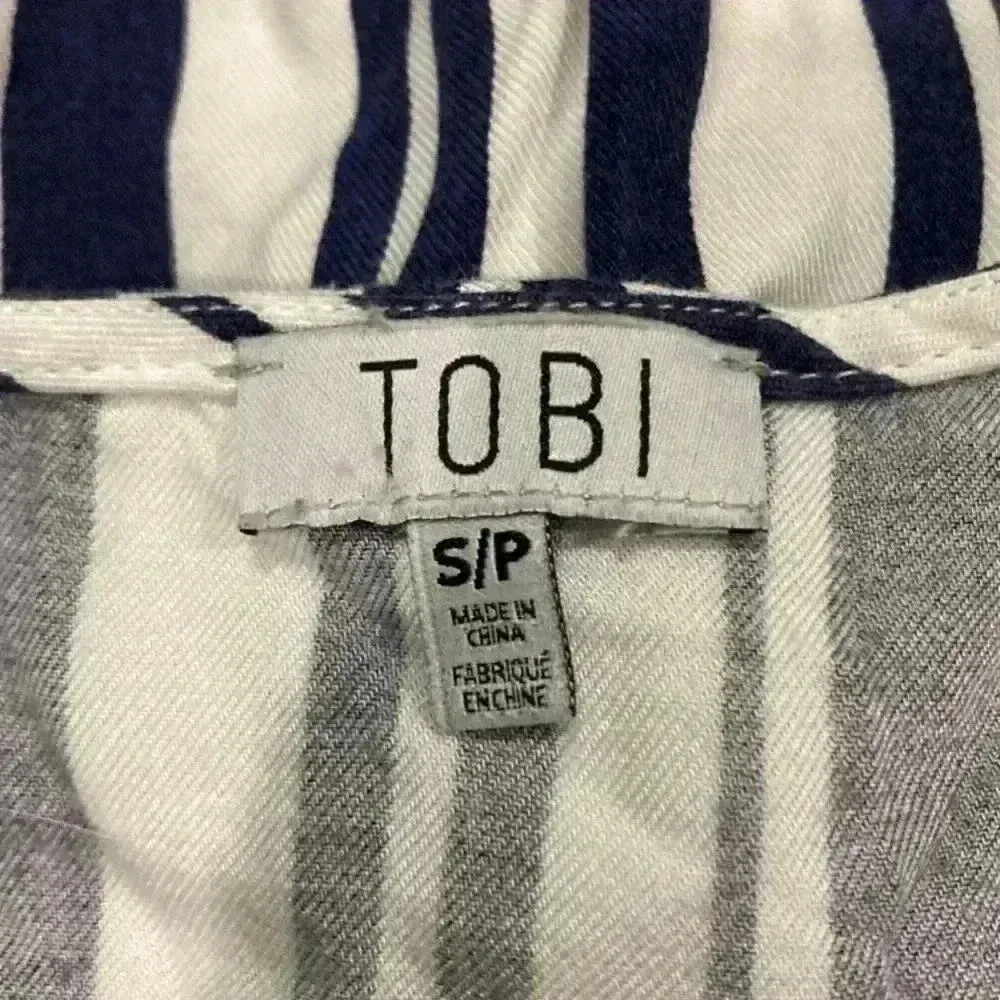 TOBI
S/P
MADE IN
CHINA
FABRIQUÉ
EN CHINE